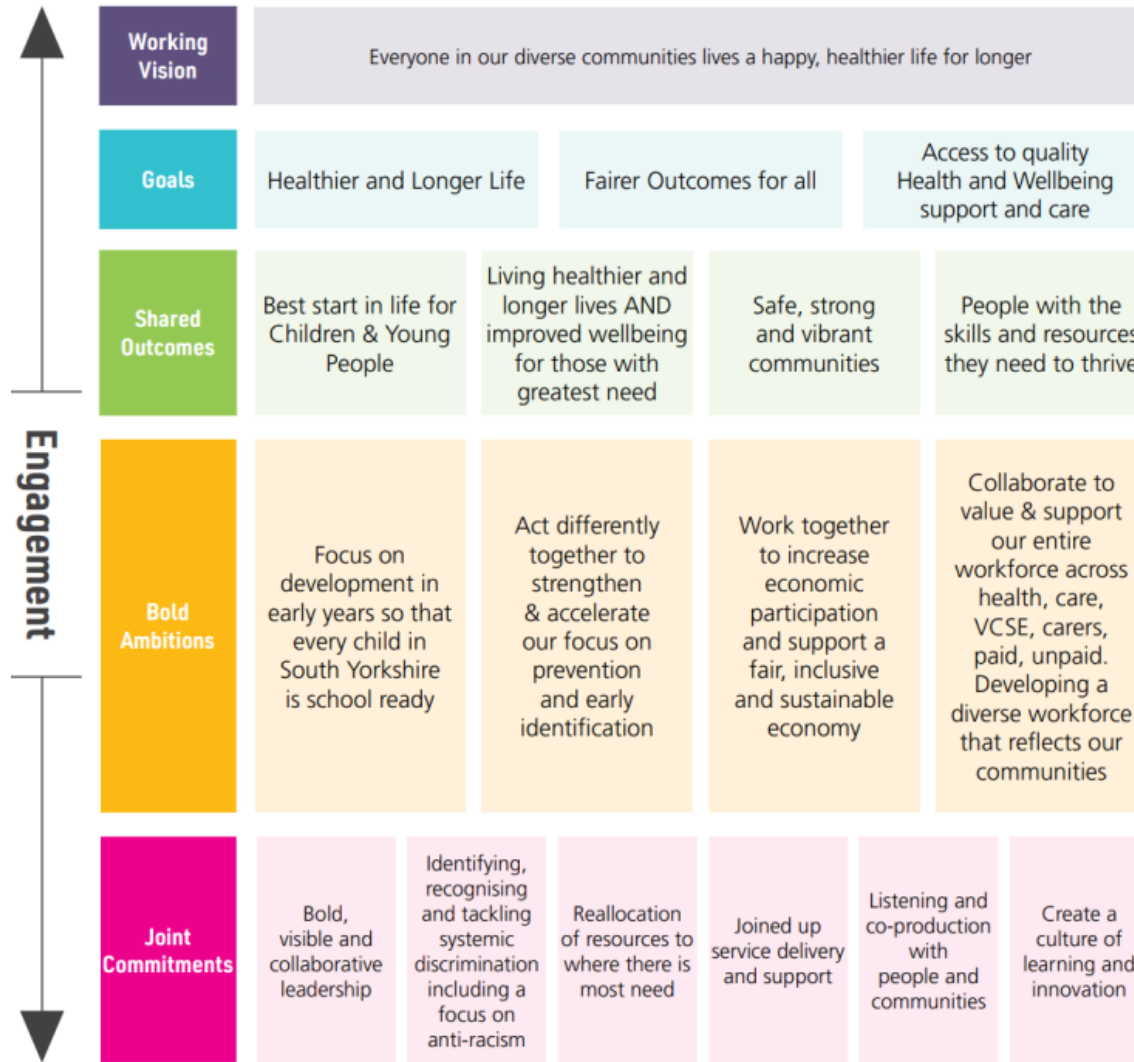 Engagement
Working
Vision
Everyone in our diverse communities lives a happy, healthier life for longer
Goals
Healthier and Longer Life
Fairer Outcomes for all
Access to quality
Health and Wellbeing
support and care
Shared
Outcomes
Best start in life for
Children & Young
People
Living healthier and
longer lives AND
improved wellbeing
for those with
greatest need
Safe, strong
and vibrant
communities
People with the
skills and resources
they need to thrive
Bold
Ambitions
Focus on
development in
early years so that
every child in
South Yorkshire
is school ready
Act differently
together to
strengthen
& accelerate
our focus on
prevention
and early
identification
Work together
to increase
economic
participation
and support a
fair, inclusive
and sustainable
economy
Collaborate to
value & support
our entire
workforce across
health, care,
VCSE, carers,
paid, unpaid.
Developing a
diverse workforce
that reflects our
communities
Joint
Commitments
Bold,
visible and
collaborative
leadership
Identifying,
recognising
and tackling
systemic
discrimination
including a
focus on
anti-racism
Reallocation
of resources to
where there is
most need
Joined up
service delivery
and support
Listening and
co-production
with
people and
communities
Create a
culture of
learning and
innovation